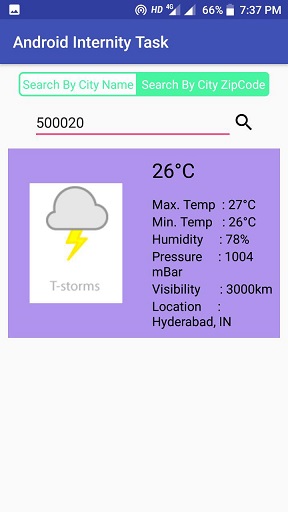 HD 4G 66% 7:37 PM
Android Internity Task
Search By City Name Search By City ZipCode
500020
26°C
Max. Temp : 27°C
Min. Temp : 26°C
Humidity : 78%
Pressure : 1004
mBar
Visibility : 3000km
Location :
Hyderabad, IN
T-storms